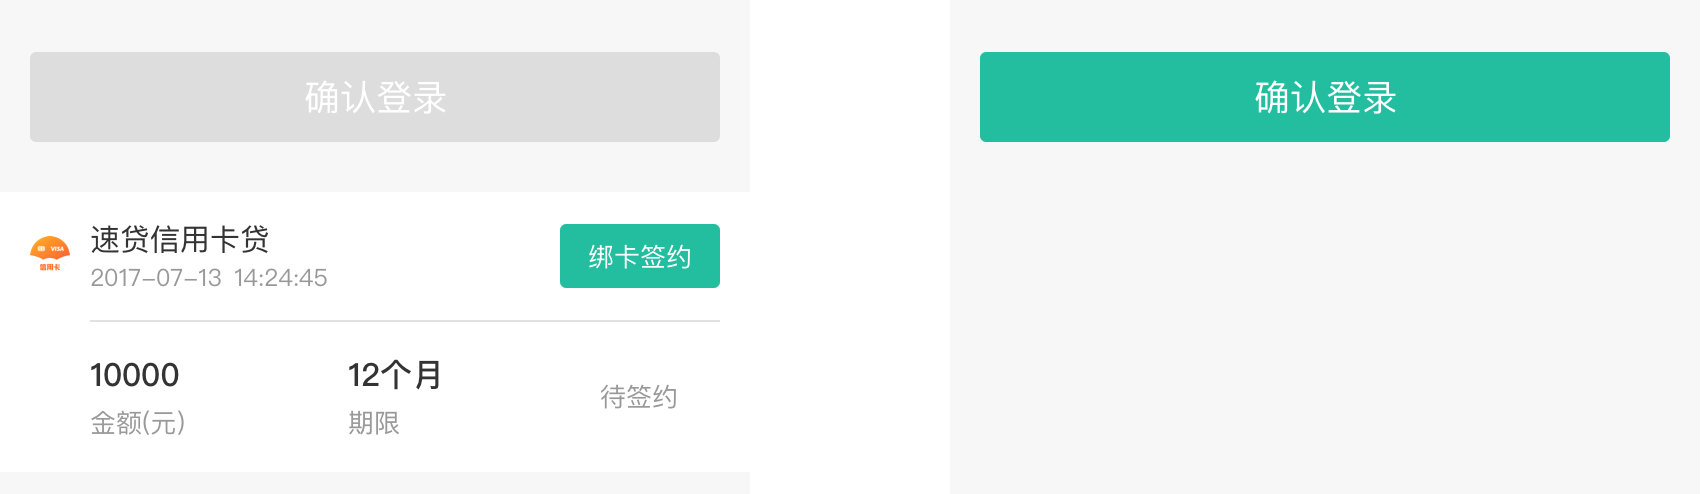 确认登录
确认登录
速贷信用卡贷
绑卡签约
2017-07-13 14:24:45
VISA
信用卡
10000
12个月
待签约
金额(元)
期限